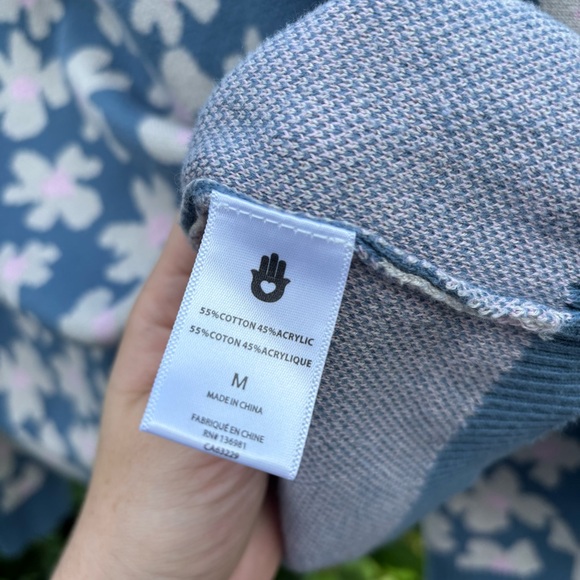 55%COTTON 45%ACRYLIC
55%COTON 45%ACRYLIQUE
M
MADE IN CHINA
FABRIQUÉ EN CHINE
RN# 136981
CA63229